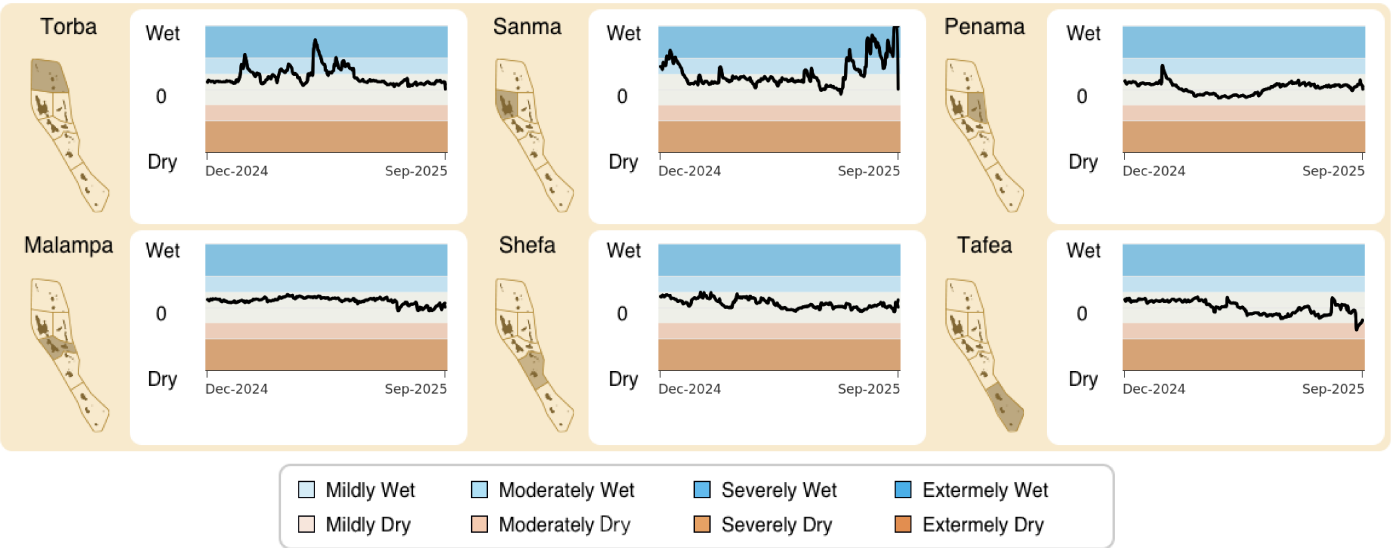 Torba
Wet
0
Dry
Dec-2024 Sep-2025
Sanma
Wet
0
Dry
Dec-2024 Sep-2025
Penama
Wet
0
Dry
Dec-2024 Sep-2025
Malampa
Wet
0
Dry
Dec-2024 Sep-2025
Shefa
Wet
0
Dry
Dec-2024 Sep-2025
Tafea
Wet
0
Dry
Dec-2024 Sep-2025
Mildly Wet Moderately Wet Severely Wet Extermely Wet
Mildly Dry Moderately Dry Severely Dry Extermely Dry